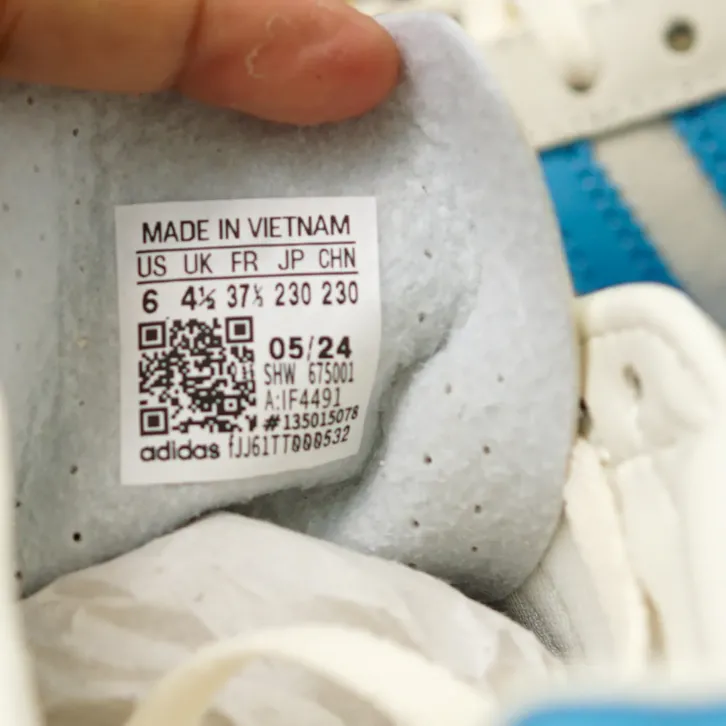 MADE IN VIETNAM
US UK FR JP CHN
6 4½ 37⅓ 230 230
05/24
SHW 675001
A:IF4491
#135015078
adidas fJJ61TT000532